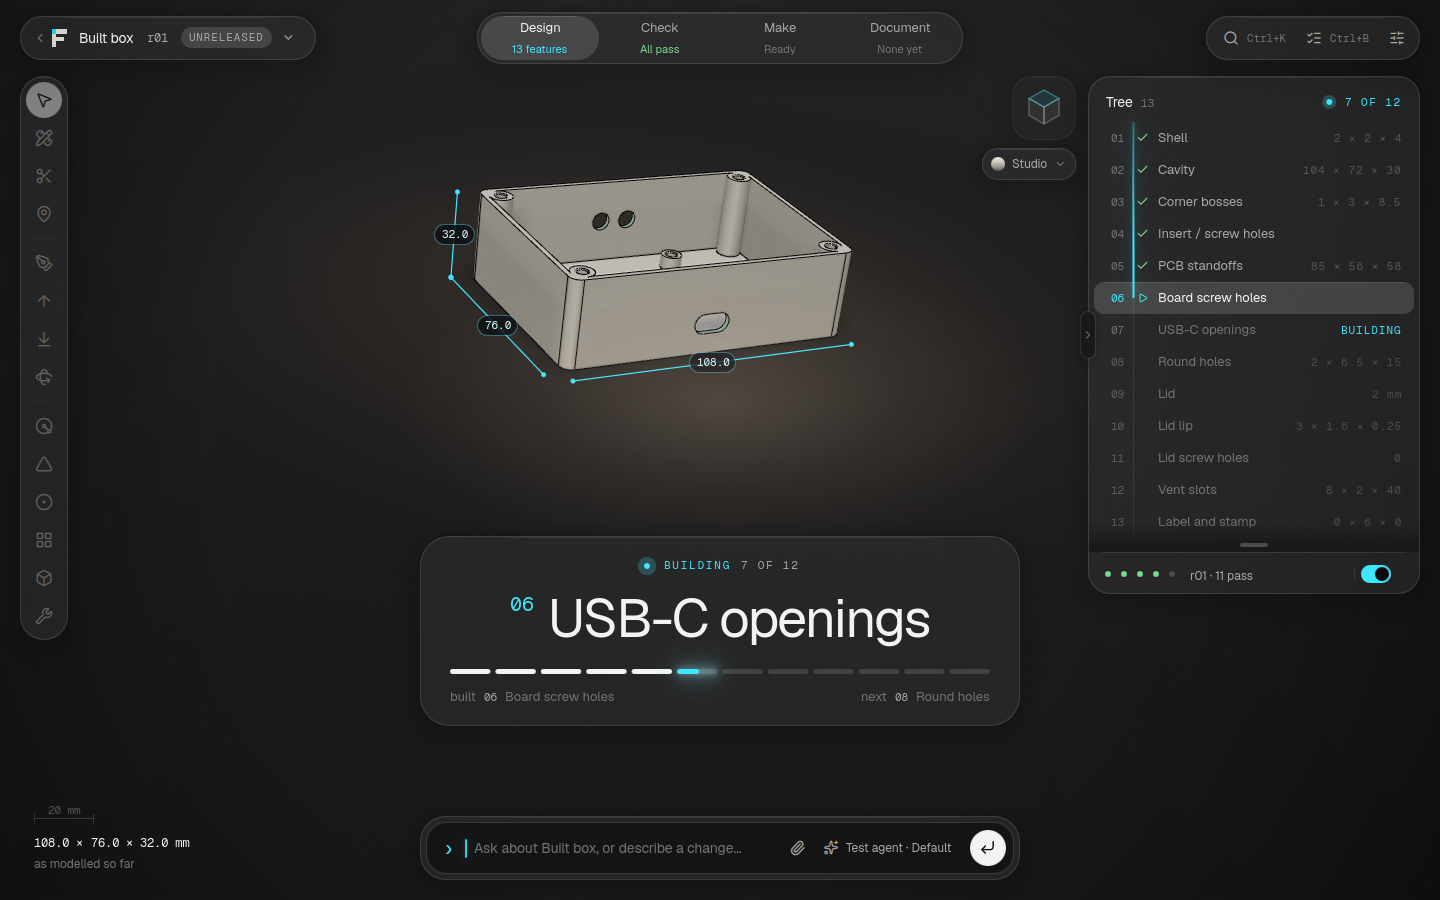 Built box r01 UNRELEASED
Design
13 features
Check
All pass
Make
Ready
Document
None yet
Ctrl+K Ctrl+B
Studio
Tree 13 7 OF 12
01 Shell 2 × 2 × 4
02 Cavity 104 × 72 × 30
03 Corner bosses 1 × 3 × 8.5
04 Insert / screw holes
05 PCB standoffs 85 × 56 × 58
06 Board screw holes
07 USB-C openings BUILDING
08 Round holes 2 × 6.5 × 15
09 Lid 2 mm
10 Lid lip 3 × 1.6 × 0.25
11 Lid screw holes 0
12 Vent slots 8 × 2 × 40
13 Label and stamp 0 × 6 × 0
r01 · 11 pass
32.0
76.0
108.0
BUILDING 7 OF 12
06 USB-C openings
built 06 Board screw holes next 08 Round holes
20 mm
108.0 × 76.0 × 32.0 mm
as modelled so far
Ask about Built box, or describe a change…
Test agent · Default